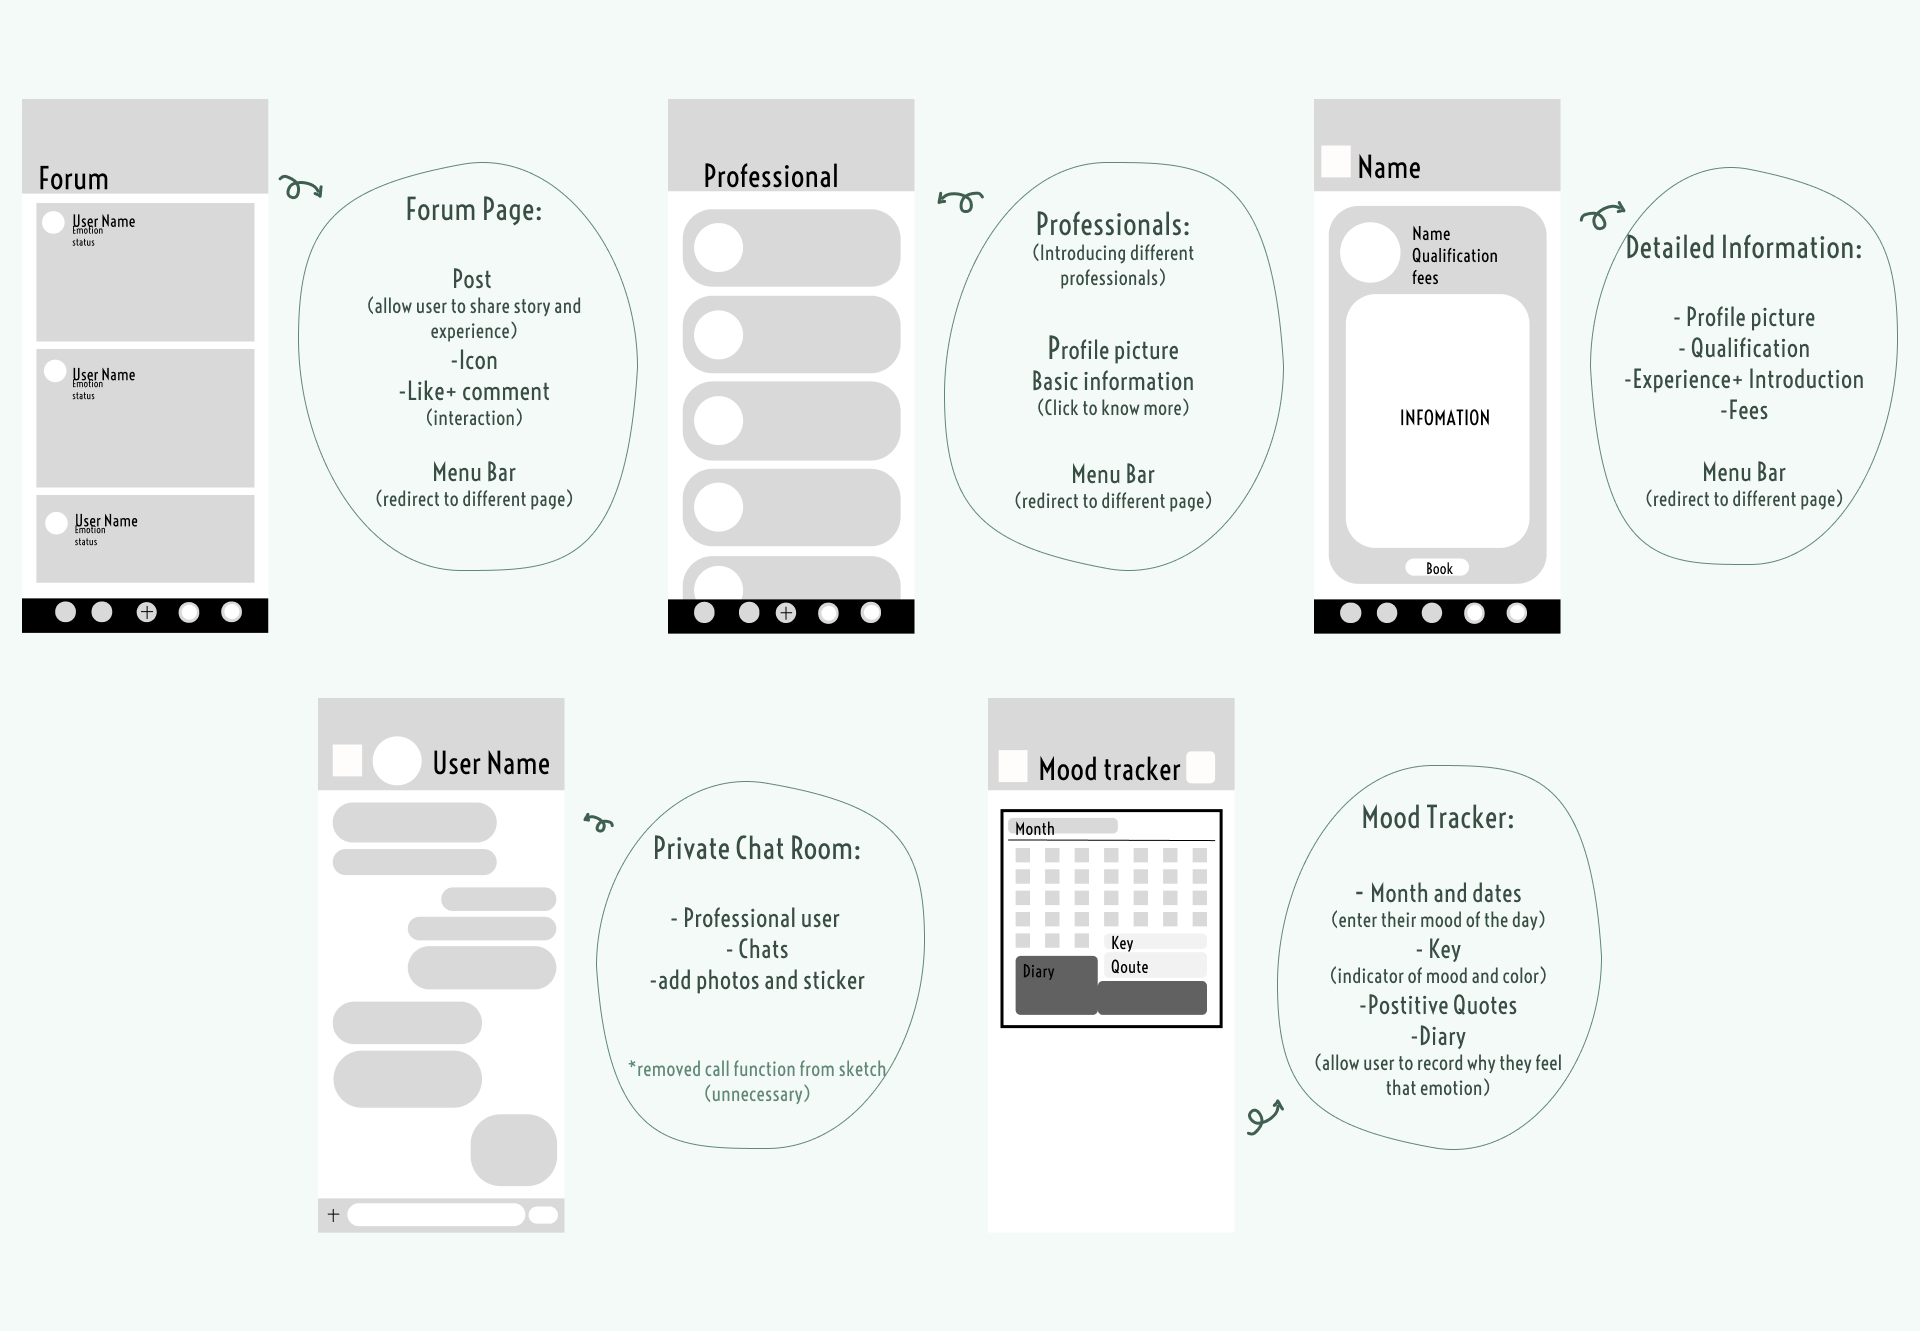 Forum
User Name
Emotion
status
User Name
Emotion
status
User Name
Emotion
status
+
Forum Page:
Post
(allow user to share story and
experience)
-Icon
-Like+ comment
(interaction)
Menu Bar
(redirect to different page)
Professional
+
Professionals:
(Introducing different
professionals)
Profile picture
Basic information
(Click to know more)
Menu Bar
(redirect to different page)
Name
Name
Qualification
fees
INFOMATION
Book
Detailed Information:
- Profile picture
- Qualification
-Experience+ Introduction
-Fees
Menu Bar
(redirect to different page)
User Name
+
Private Chat Room:
- Professional user
- Chats
-add photos and sticker
*removed call function from sketch
(unnecessary)
Mood tracker
Month
Key
Qoute
Diary
Mood Tracker:
- Month and dates
(enter their mood of the day)
- Key
(indicator of mood and color)
-Postitive Quotes
-Diary
(allow user to record why they feel
that emotion)